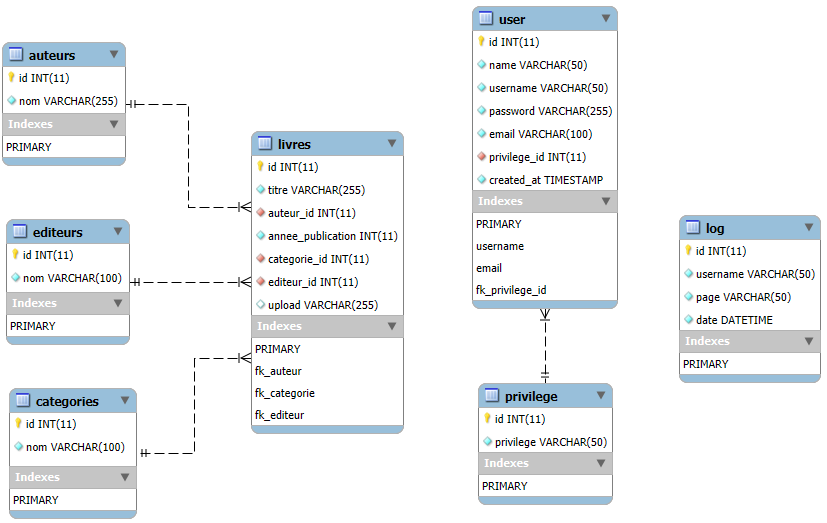 auteurs
id INT(11)
nom VARCHAR(255)
Indexes
PRIMARY
editeurs
id INT(11)
nom VARCHAR(100)
Indexes
PRIMARY
categories
id INT(11)
nom VARCHAR(100)
Indexes
PRIMARY
livres
id INT(11)
titre VARCHAR(255)
auteur_id INT(11)
annee_publication INT(11)
categorie_id INT(11)
editeur_id INT(11)
upload VARCHAR(255)
Indexes
PRIMARY
fk_auteur
fk_categorie
fk_editeur
user
id INT(11)
name VARCHAR(50)
username VARCHAR(50)
password VARCHAR(255)
email VARCHAR(100)
privilege_id INT(11)
created_at TIMESTAMP
Indexes
PRIMARY
username
email
fk_privilege_id
privilege
id INT(11)
privilege VARCHAR(50)
Indexes
PRIMARY
log
id INT(11)
username VARCHAR(50)
page VARCHAR(50)
date DATETIME
Indexes
PRIMARY